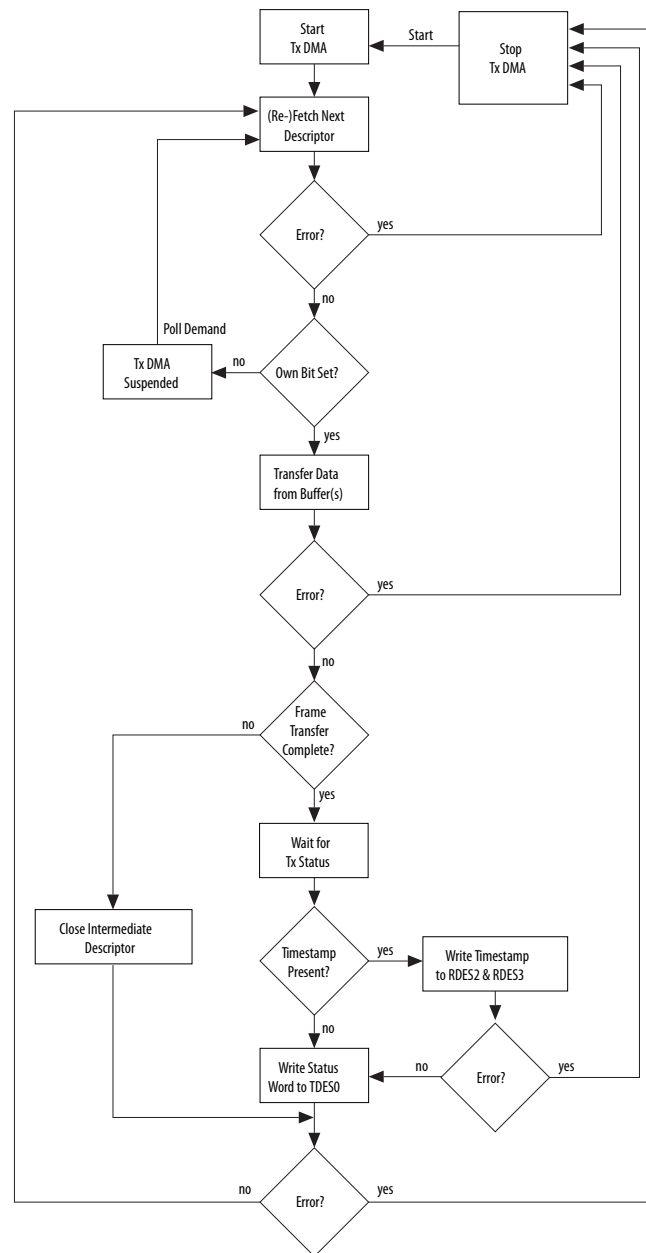 Start
Tx DMA
Start
Stop
Tx DMA
(Re-)Fetch Next
Descriptor
Error?
yes
no
Poll Demand
Tx DMA
Suspended
no
Own Bit Set?
yes
Transfer Data
from Buffer(s)
Error?
yes
no
no
Frame
Transfer
Complete?
yes
Wait for
Tx Status
Close Intermediate
Descriptor
Timestamp
Present?
yes
Write Timestamp
to RDES2 & RDES3
no
Write Status
Word to TDES0
no
Error?
yes
no
Error?
yes